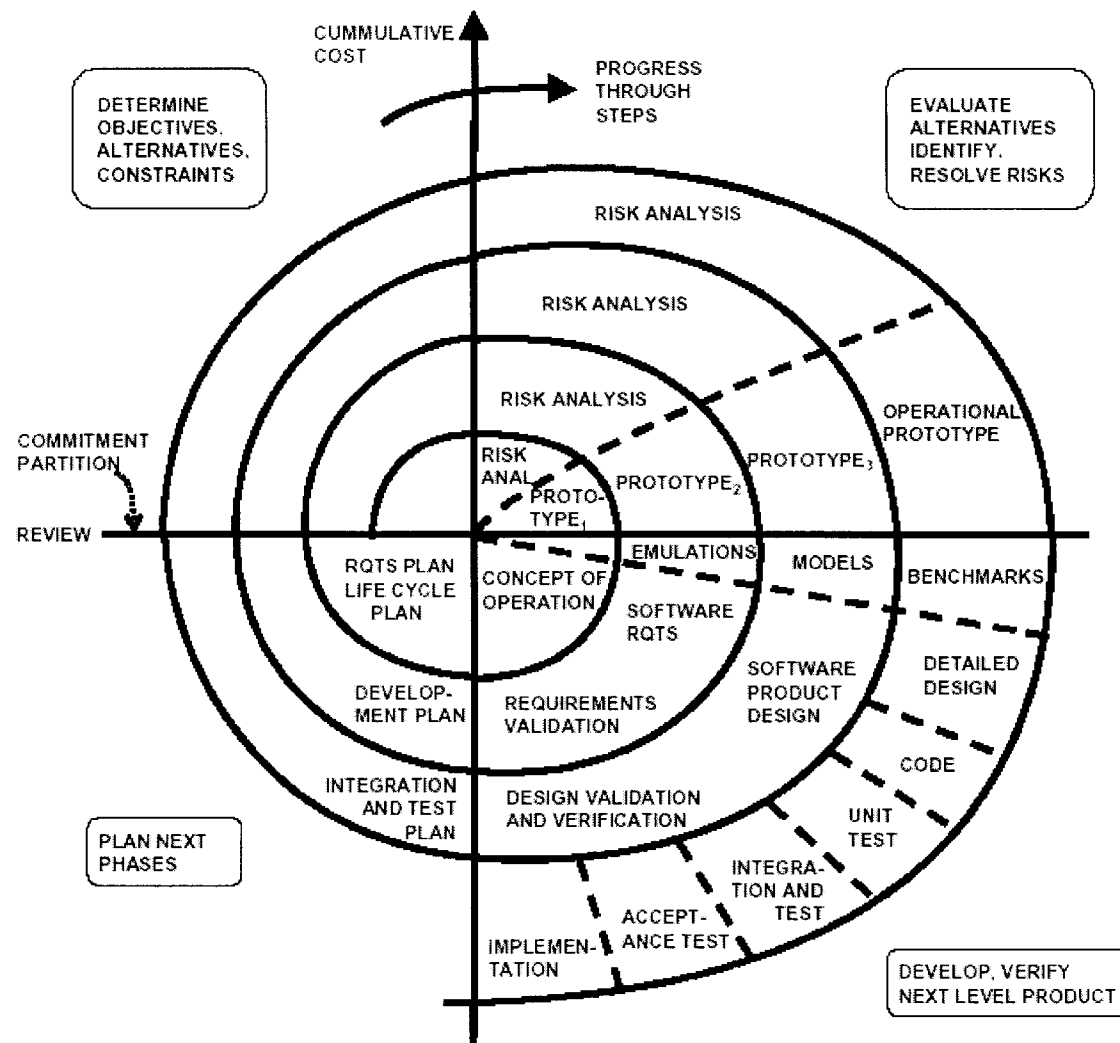 CUMMULATIVE
COST
PROGRESS
THROUGH
STEPS
DETERMINE
OBJECTIVES,
ALTERNATIVES,
CONSTRAINTS
EVALUATE
ALTERNATIVES
IDENTIFY,
RESOLVE RISKS
RISK ANALYSIS
RISK ANALYSIS
RISK ANALYSIS
RISK
ANAL.
COMMITMENT
PARTITION
REVIEW
PROTO-
TYPE1
PROTOTYPE2
PROTOTYPE3
OPERATIONAL
PROTOTYPE
EMULATIONS
MODELS
BENCHMARKS
RQTS PLAN
LIFE CYCLE
PLAN
CONCEPT OF
OPERATION
SOFTWARE
RQTS
SOFTWARE
PRODUCT
DESIGN
DETAILED
DESIGN
DEVELOP-
MENT PLAN
REQUIREMENTS
VALIDATION
CODE
UNIT
TEST
INTEGRATION
AND TEST
PLAN
DESIGN VALIDATION
AND VERIFICATION
INTEGRA-
TION AND
TEST
ACCEPT-
ANCE TEST
IMPLEMEN-
TATION
PLAN NEXT
PHASES
DEVELOP, VERIFY
NEXT LEVEL PRODUCT